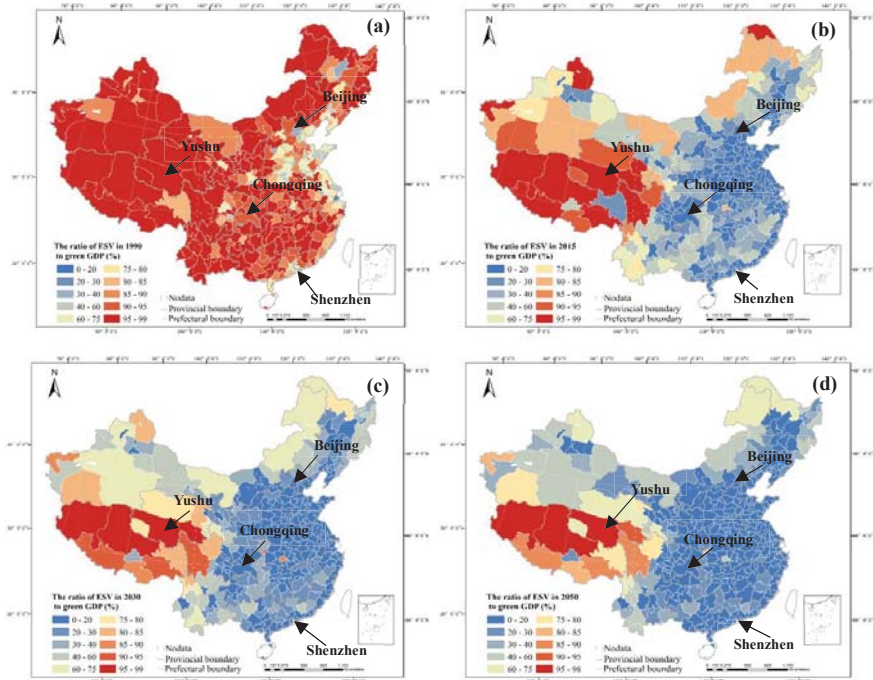 (a)
N
Beijing
Yushu
Chongqing
Shenzhen
The ratio of ESV in 1990
to green GDP (%)
0 - 20
20 - 30
30 - 40
40 - 60
60 - 75
75 - 80
80 - 85
85 - 90
90 - 95
95 - 99
Nodata
Provincial boundary
Prefectural boundary
(b)
N
Beijing
Yushu
Chongqing
Shenzhen
The ratio of ESV in 2015
to green GDP (%)
0 - 20
20 - 30
30 - 40
40 - 60
60 - 75
75 - 80
80 - 85
85 - 90
90 - 95
95 - 99
Nodata
Provincial boundary
Prefectural boundary
(c)
N
Beijing
Yushu
Chongqing
Shenzhen
The ratio of ESV in 2030
to green GDP (%)
0 - 20
20 - 30
30 - 40
40 - 60
60 - 75
75 - 80
80 - 85
85 - 90
90 - 95
95 - 99
Nodata
Provincial boundary
Prefectural boundary
(d)
N
Beijing
Yushu
Chongqing
Shenzhen
The ratio of ESV in 2050
to green GDP (%)
0 - 20
20 - 30
30 - 40
40 - 60
60 - 75
75 - 80
80 - 85
85 - 90
90 - 95
95 - 98
Nodata
Provincial boundary
Prefectural boundary